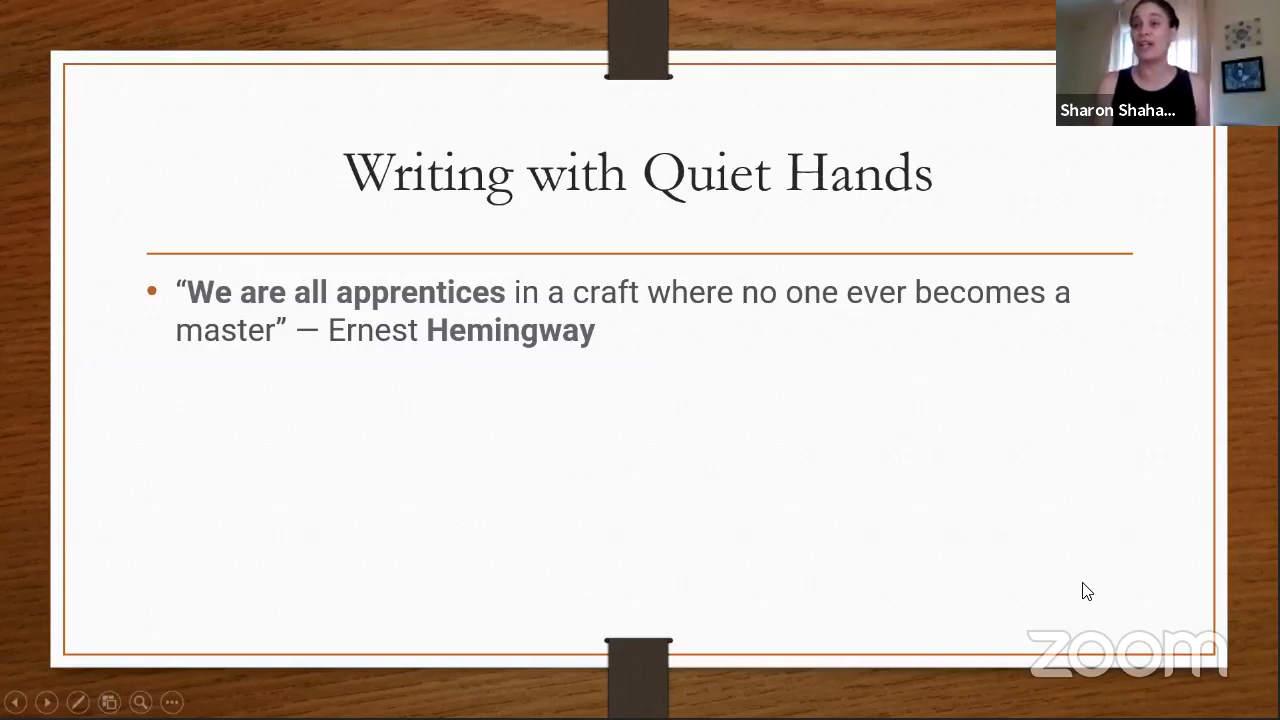 Sharon Shaha...
Writing with Quiet Hands
• “We are all apprentices in a craft where no one ever becomes a
master” — Ernest Hemingway
zoom